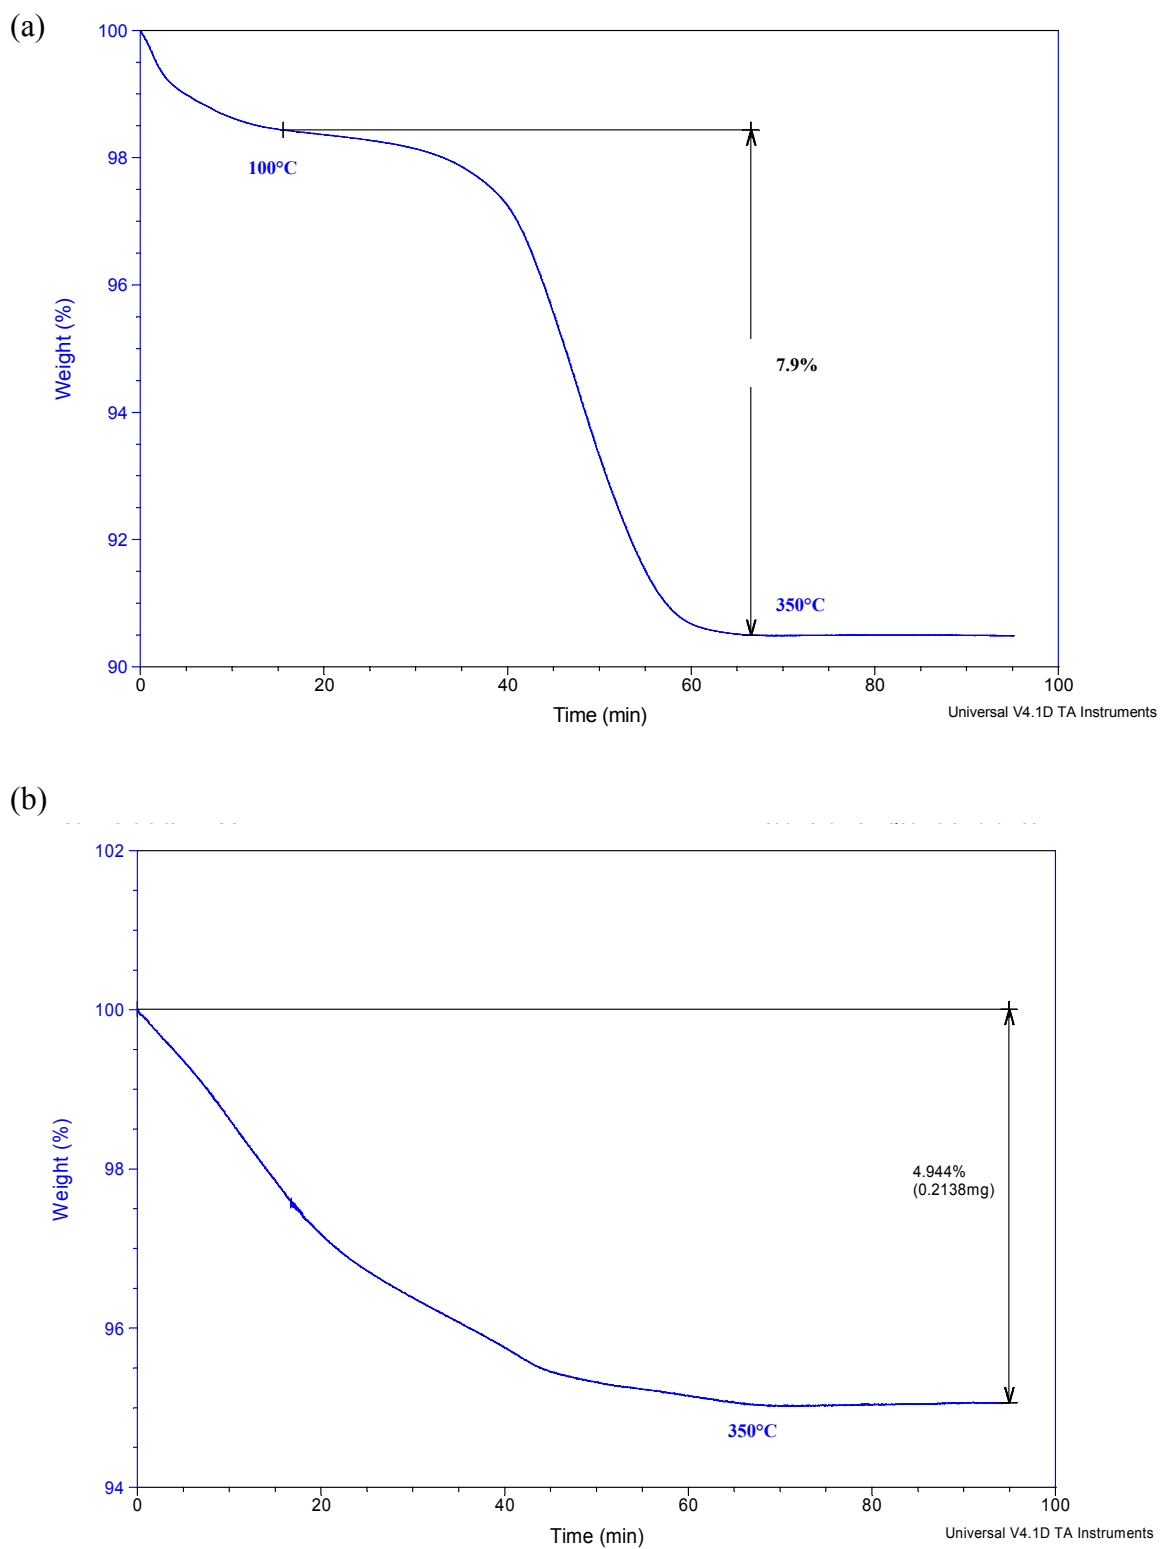 (a)
100
98
96
94
92
90
Weight (%)
100°C
7.9%
350°C
0 20 40 60 80 100
Time (min)
Universal V4.1D TA Instruments
(b)
102
100
98
96
94
Weight (%)
4.944%
(0.2138mg)
350°C
0 20 40 60 80 100
Time (min)
Universal V4.1D TA Instruments